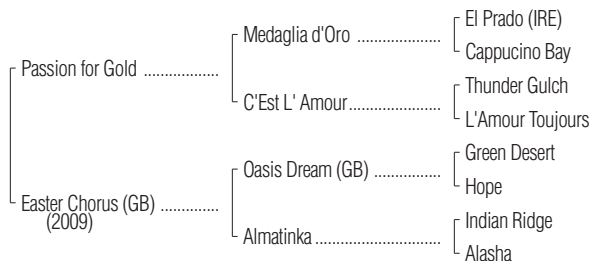 El Prado (IRE)
Medaglia d'Oro ....................
Cappucino Bay
Passion for Gold ..................
Thunder Gulch
C'Est L' Amour......................
L'Amour Toujours
Green Desert
Oasis Dream (GB) ..................
Hope
Easter Chorus (GB) ..............
(2009)
Indian Ridge
Almatinka ..............................
Alasha